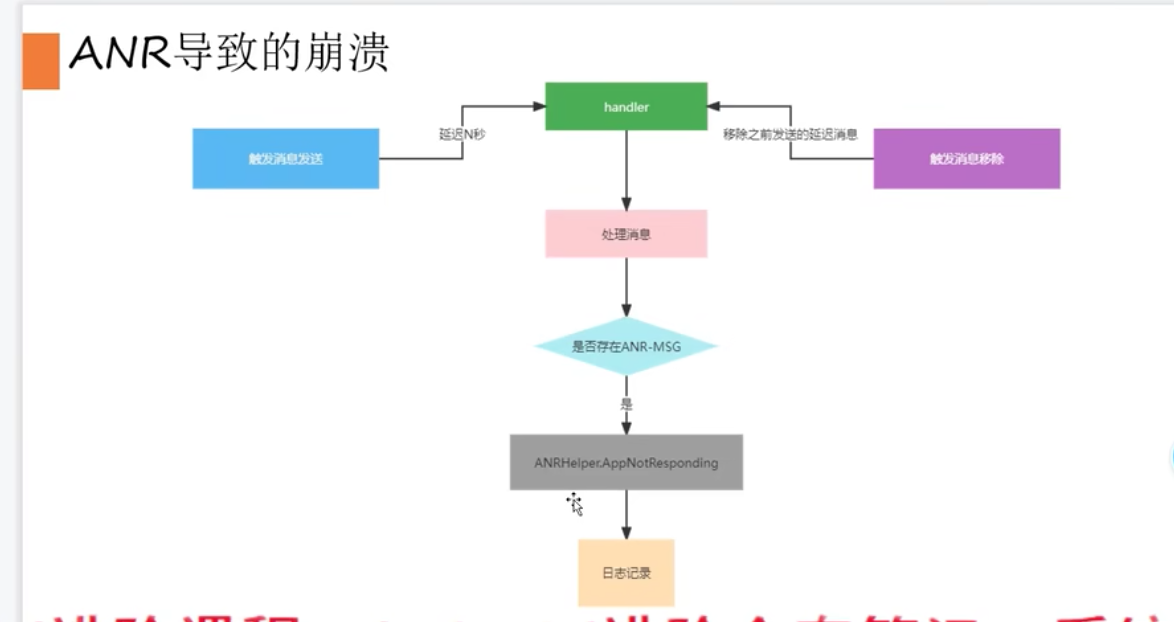 ANR导致的崩溃
handler
延迟N秒
移除之前发送的延迟消息
触发消息发送
触发消息移除
处理消息
是否存在ANR-MSG
是
ANRHelper.AppNotResponding
日志记录